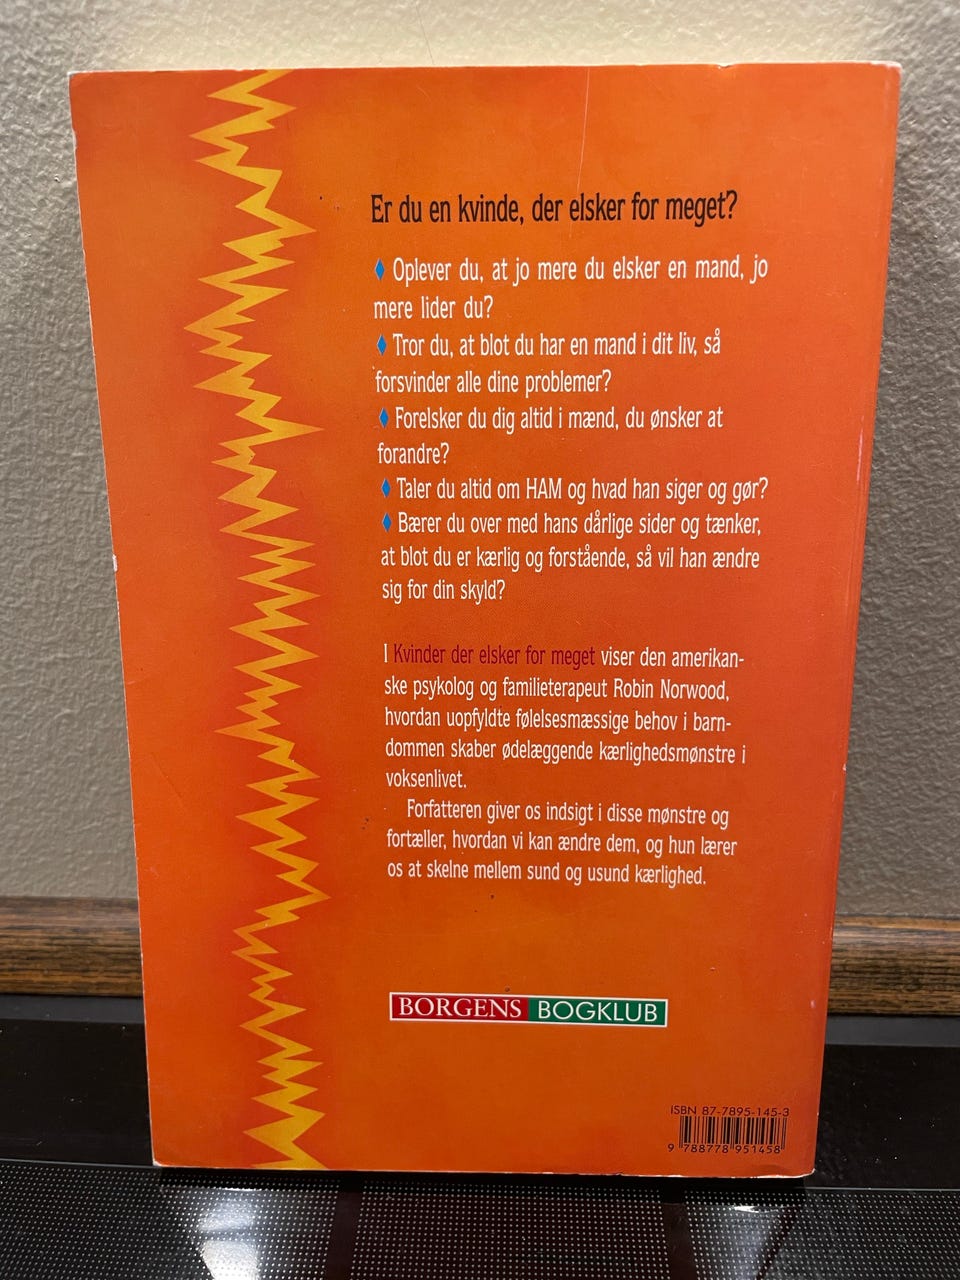 Er du en kvinde, der elsker for meget?
Oplever du, at jo mere du elsker en mand, jo
mere lider du?
Tror du, at blot du har en mand i dit liv, så
forsvinder alle dine problemer?
Forelsker du dig altid i mænd, du ønsker at
forandre?
Taler du altid om HAM og hvad han siger og gør?
Bærer du over med hans dårlige sider og tænker,
at blot du er kærlig og forstående, så vil han ændre
sig for din skyld?
I Kvinder der elsker for meget viser den amerikan-
ske psykolog og familieterapeut Robin Norwood,
hvordan uopfyldte følelsesmæssige behov i barn-
dommen skaber ødelæggende kærlighedsmønstre i
voksenlivet.
Forfatteren giver os indsigt i disse mønstre og
fortæller, hvordan vi kan ændre dem, og hun lærer
os at skelne mellem sund og usund kærlighed.
BORGENS BOGKLUB
ISBN 87-7895-145-3
9 788778 951458